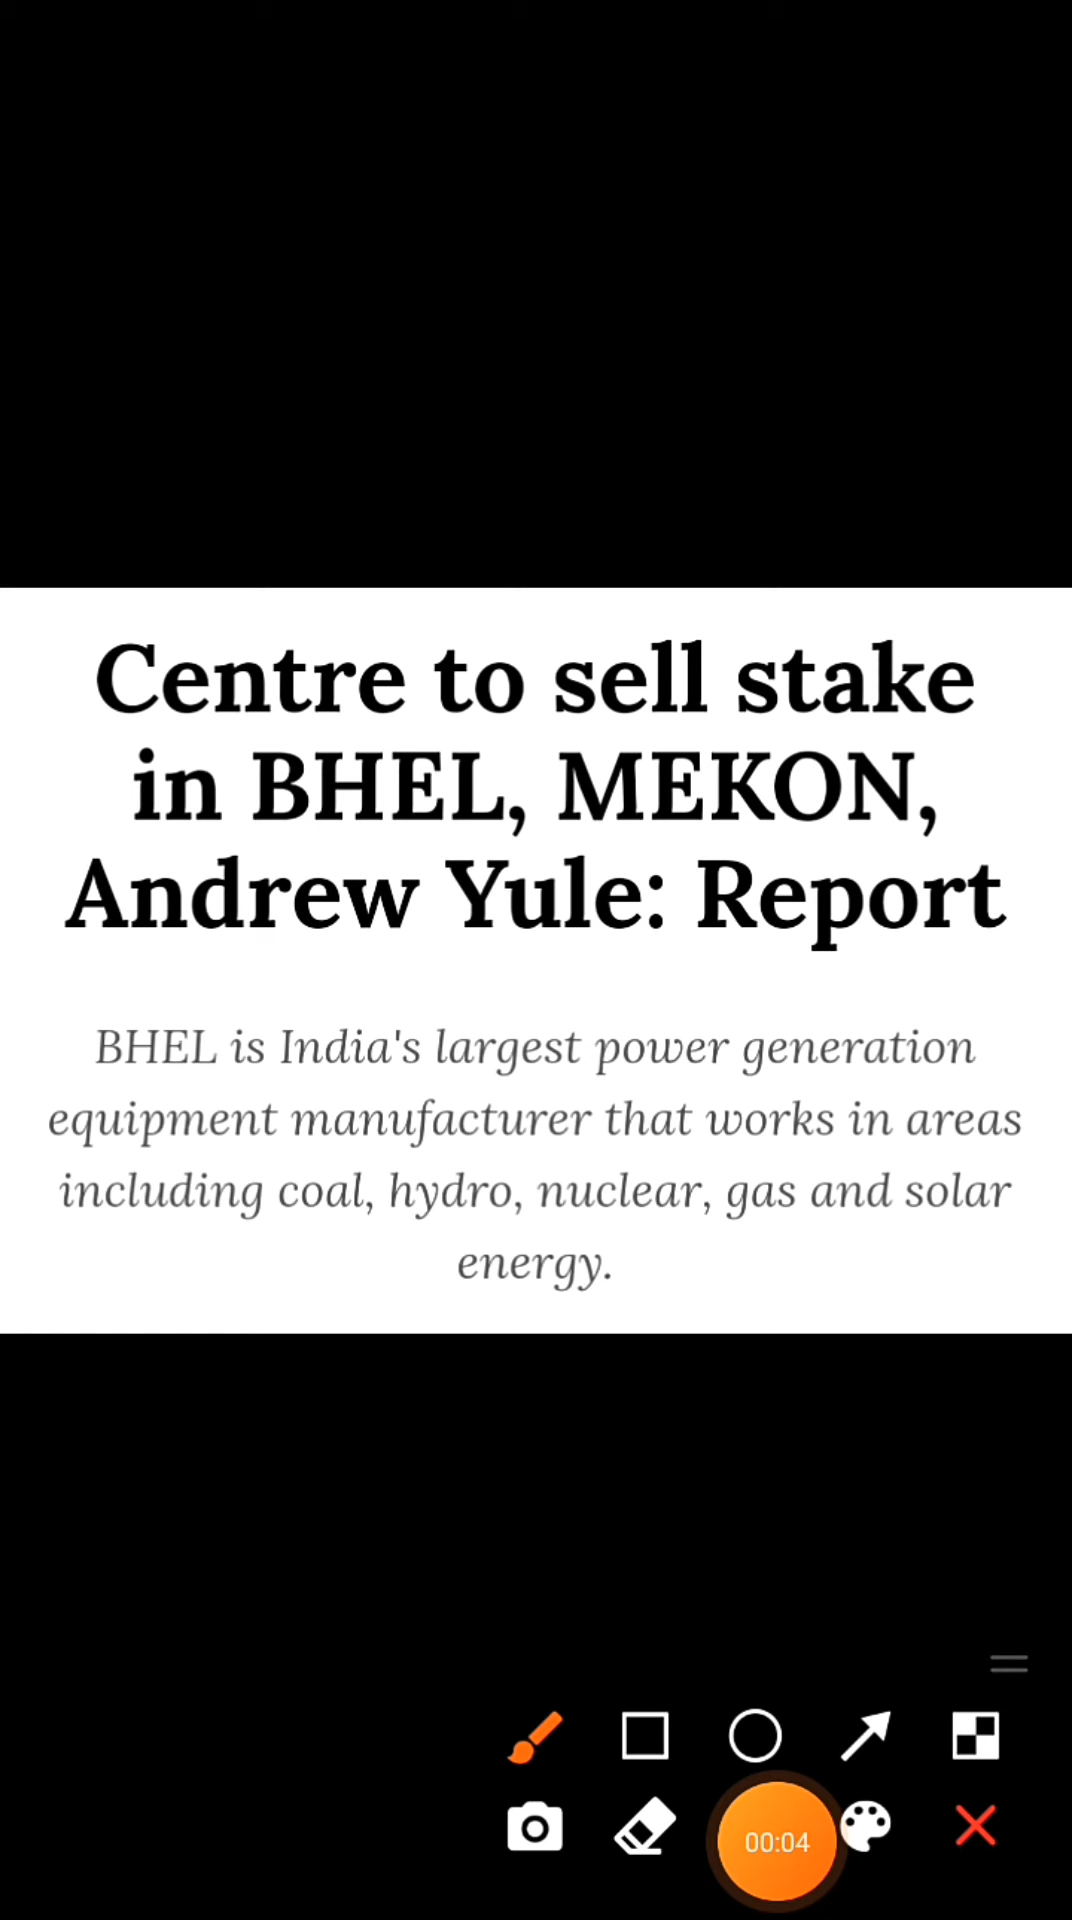 Centre to sell stake
in BHEL, MEKON,
Andrew Yule: Report
BHEL is India's largest power generation
equipment manufacturer that works in areas
including coal, hydro, nuclear, gas and solar
energy.
00:04